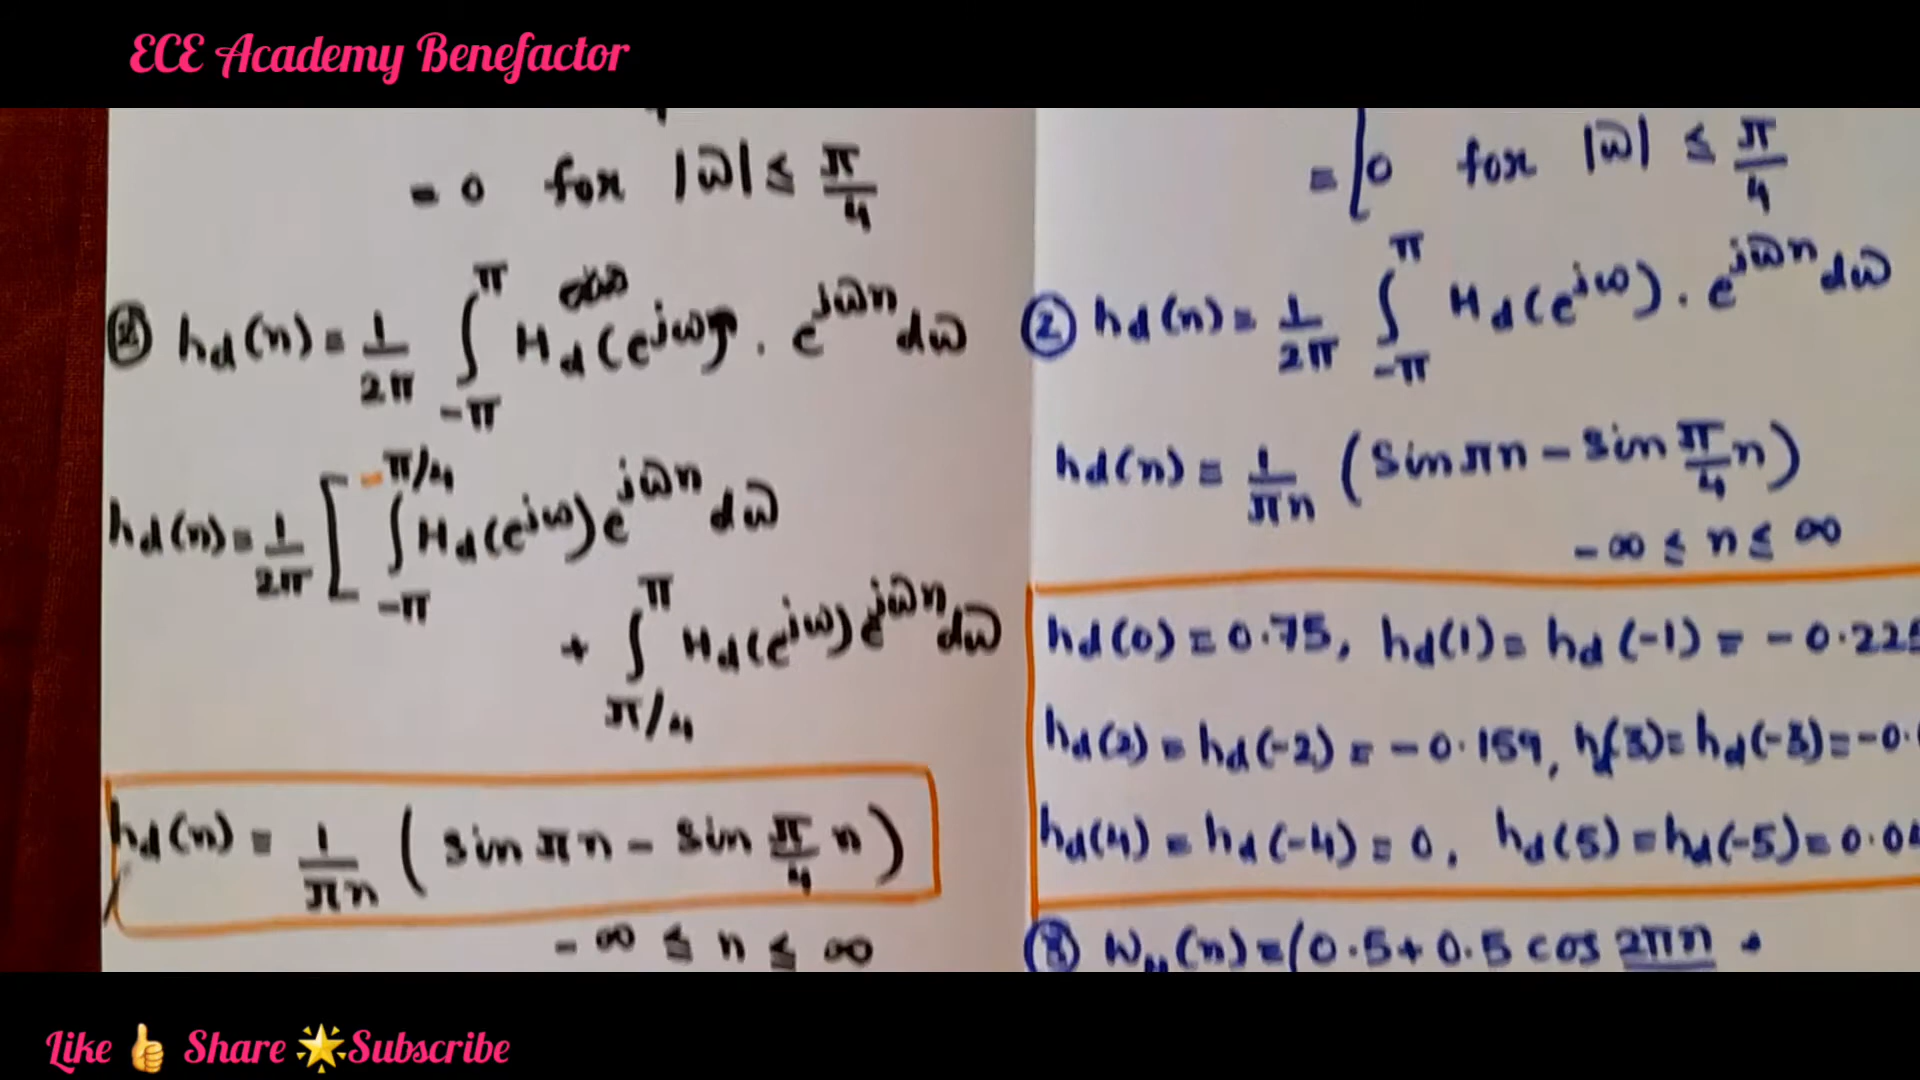 ECE Academy Benefactor
= 0 for |ω| ≤ π/4
② hd(n) = 1/2π ∫_{-π}^{π} Hd(e^{jω}) . e^{jωn} dω
hd(n) = 1/2π [ ∫_{-π}^{-π/4} Hd(e^{jω}) e^{jωn} dω
+ ∫_{π/4}^{π} Hd(e^{jω}) e^{jωn} dω
hd(n) = 1/πn ( sin πn - sin π/4 n )
- ∞ ≤ n ≤ ∞
= 0 for |ω| ≤ π/4
② hd(n) = 1/2π ∫_{-π}^{π} Hd(e^{jω}) . e^{jωn} dω
hd(n) = 1/πn ( Sin πn - sin π/4 n )
- ∞ ≤ n ≤ ∞
hd(0) = 0.75, hd(1) = hd(-1) = - 0.225
hd(2) = hd(-2) = - 0.159, h(3) = hd(-3) = -0.
hd(4) = hd(-4) = 0, hd(5) = hd(-5) = 0.04
③ (n) = (0.5 + 0.5 cos 2πn
Like 👍 Share 🌟Subscribe